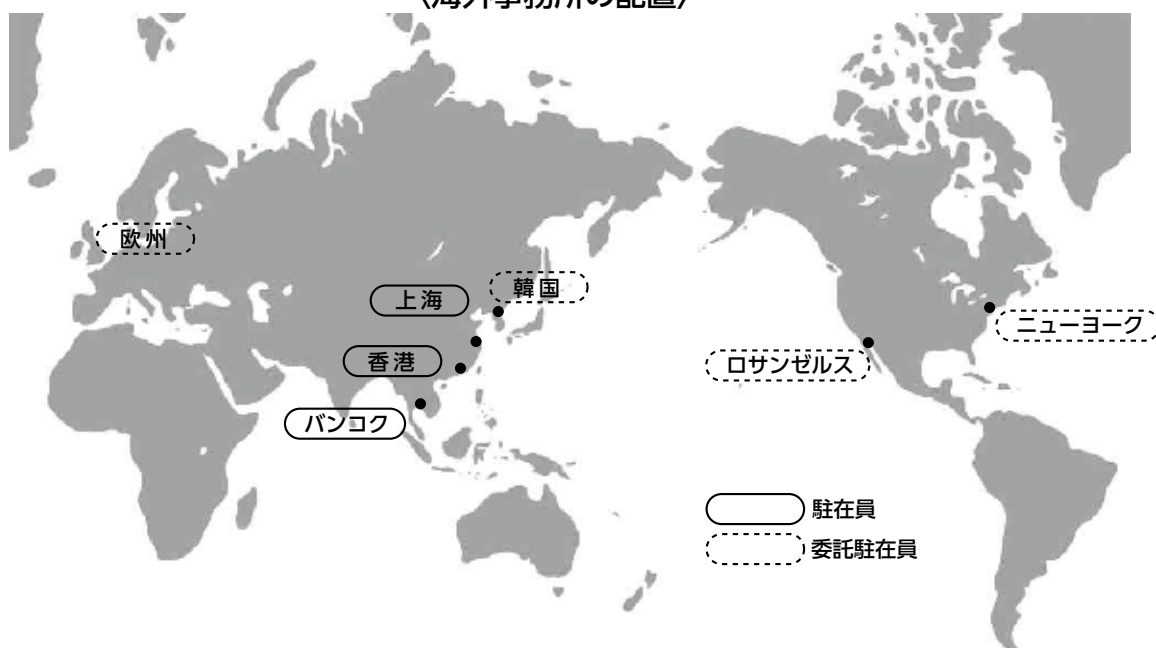 〈海外事務所の配置〉
欧州
韓国
上海
香港
バンコク
ニューヨーク
ロサンゼルス
駐在員
委託駐在員